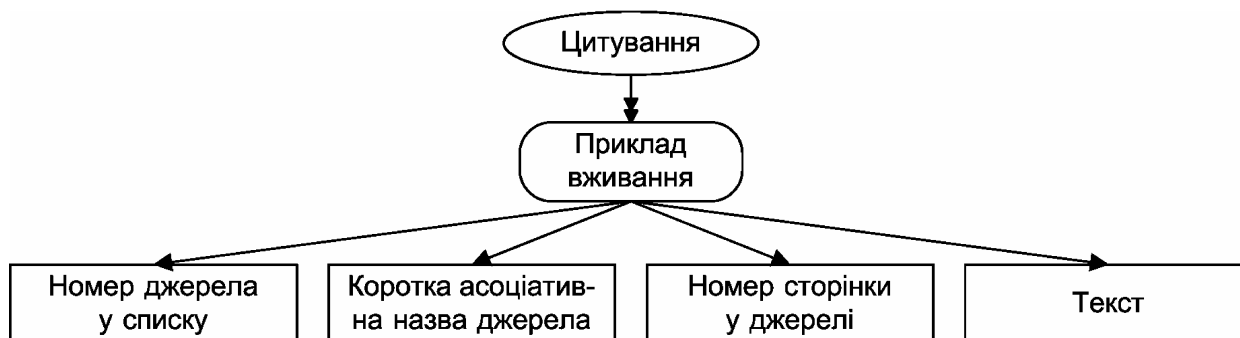 Цитування
Приклад
вживання
Номер джерела
у списку
Коротка асоціатив-
на назва джерела
Номер сторінки
у джерелі
Текст